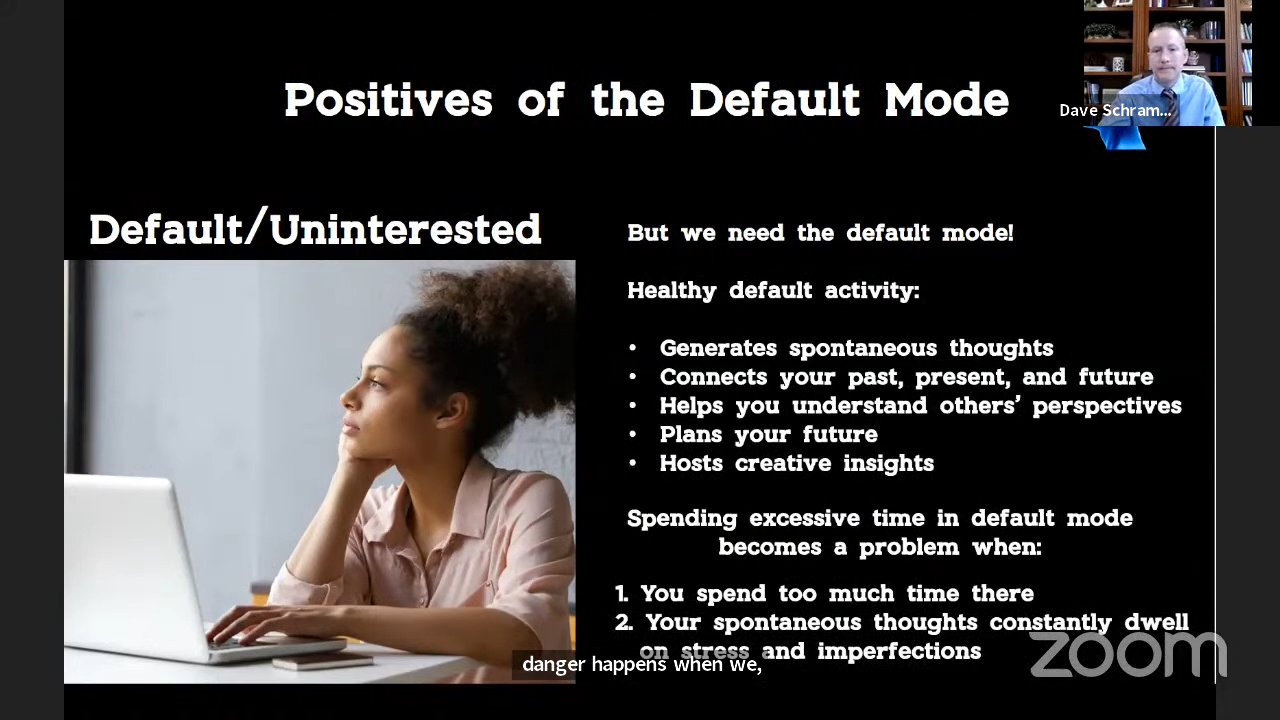 Positives of the Default Mode
Dave Schram...
Default/Uninterested
But we need the default mode!
Healthy default activity:
• Generates spontaneous thoughts
• Connects your past, present, and future
• Helps you understand others’ perspectives
• Plans your future
• Hosts creative insights
Spending excessive time in default mode
becomes a problem when:
1. You spend too much time there
2. Your spontaneous thoughts constantly dwell
on stress and imperfections
danger happens when we,
zoom